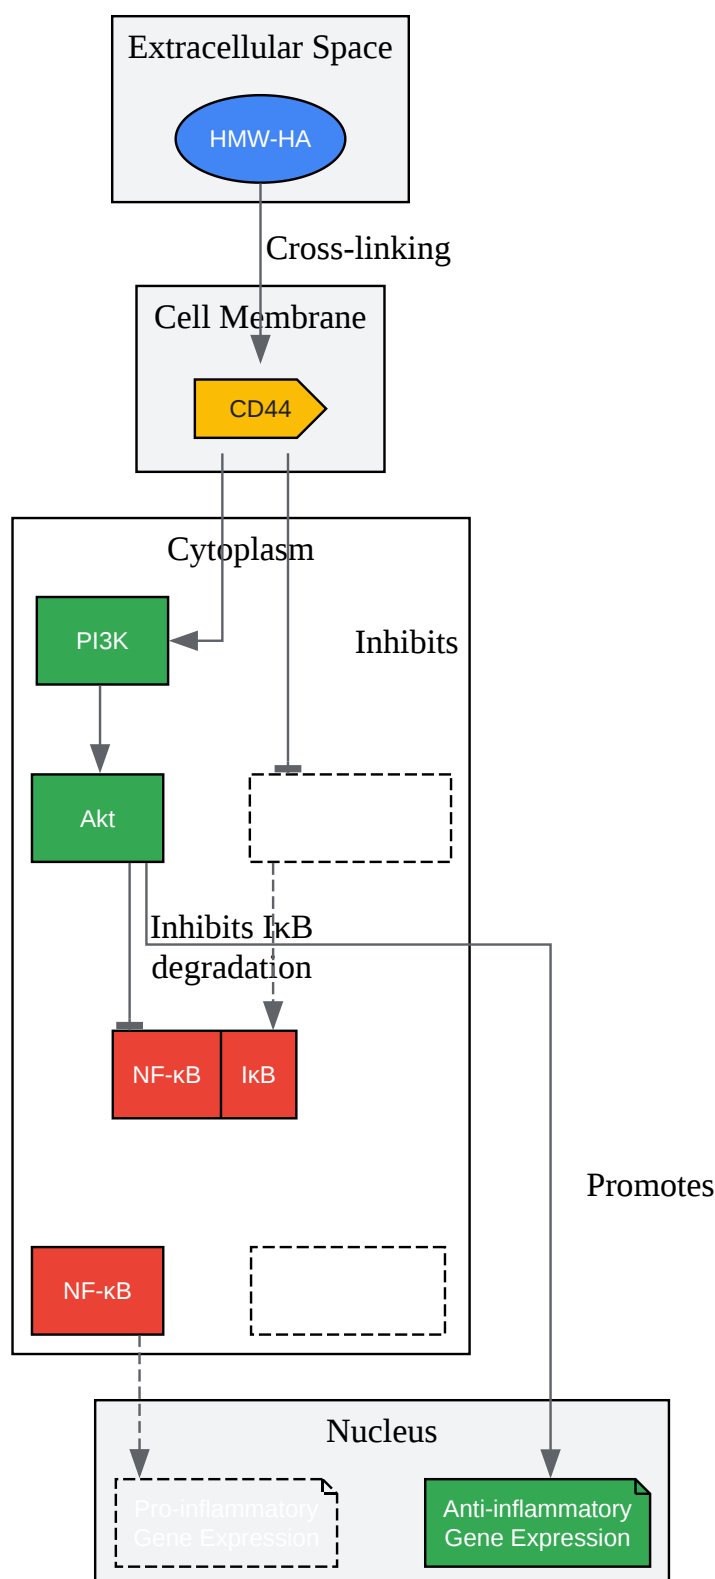 Extracellular Space
HMW-HA
Cross-linking
Cell Membrane
CD44
Cytoplasm
PI3K
Inhibits
Akt
Inhibits IκB
degradation
NF-κB
IκB
Promotes
NF-κB
Nucleus
Pro-inflammatory
Gene Expression
Anti-inflammatory
Gene Expression